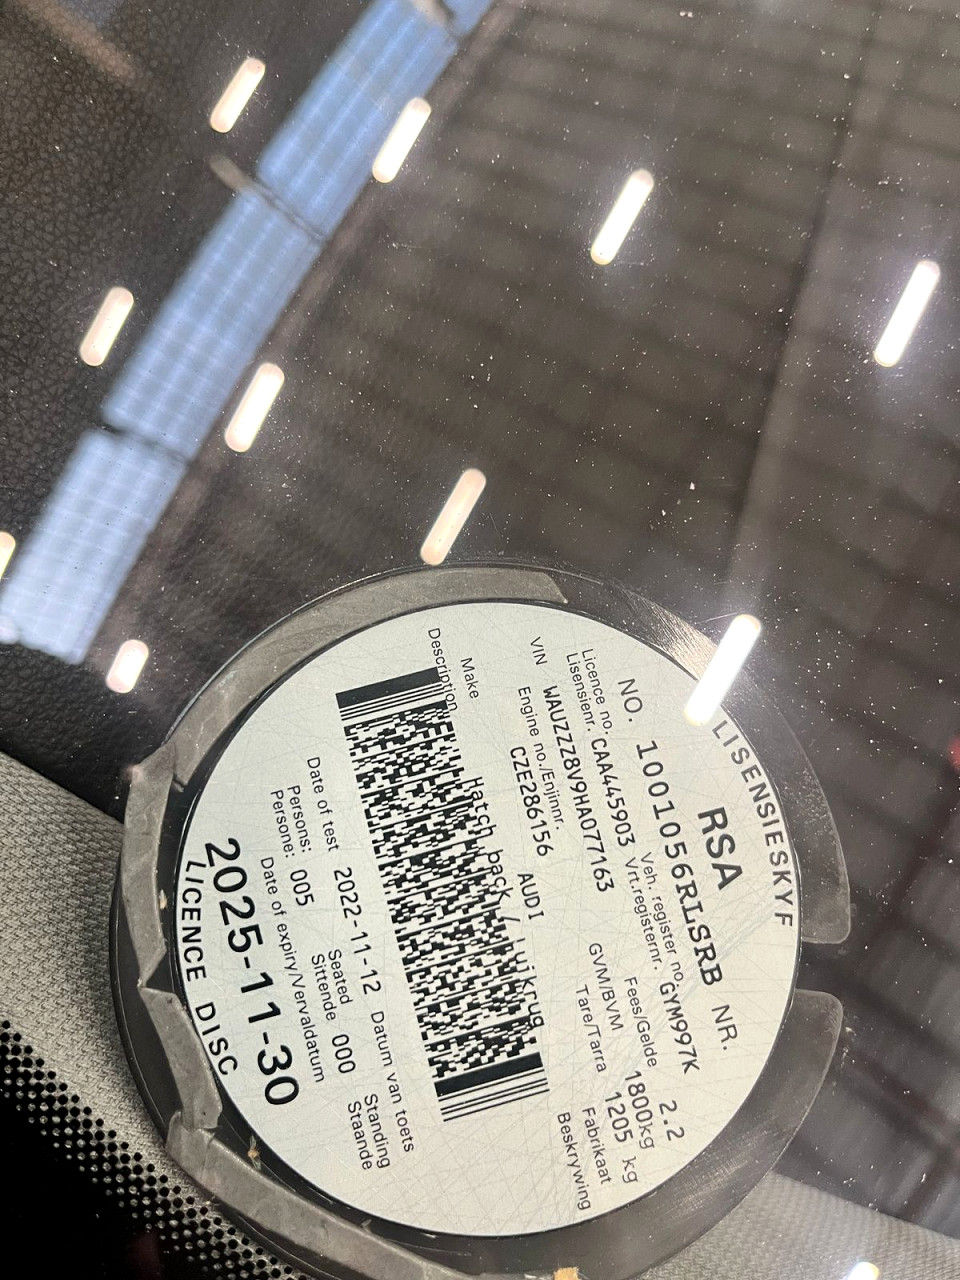 LISENSIESKYF
RSA
NO. 1001056RLSRB NR.
Licence no. Veh. register no.
Lisensienr. CAA445903 Vrt.registernr. GYM997K
Fees/Gelde 2.2
VIN WAUZZZ8V9HA077163 GVM/BVM 1800kg
Engine no./Enjinnr. CZE286156 Tare/Tarra 1205 kg
Make AUDI Fabrikaat
Description Hatch back / Luikrug Beskrywing
Date of test 2022-11-12 Datum van toets
Persons: Seated Standing
Persone: 005 Sittende 000 Staande
Date of expiry/Vervaldatum
2025-11-30
LICENCE DISC